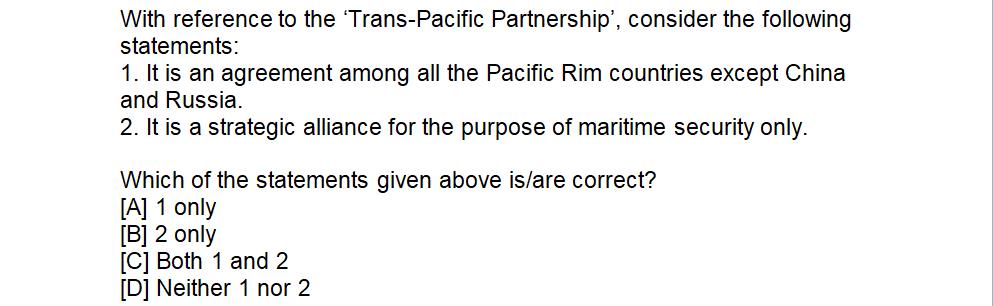 With reference to the ‘Trans-Pacific Partnership’, consider the following
statements:
1. It is an agreement among all the Pacific Rim countries except China
and Russia.
2. It is a strategic alliance for the purpose of maritime security only.
Which of the statements given above is/are correct?
[A] 1 only
[B] 2 only
[C] Both 1 and 2
[D] Neither 1 nor 2